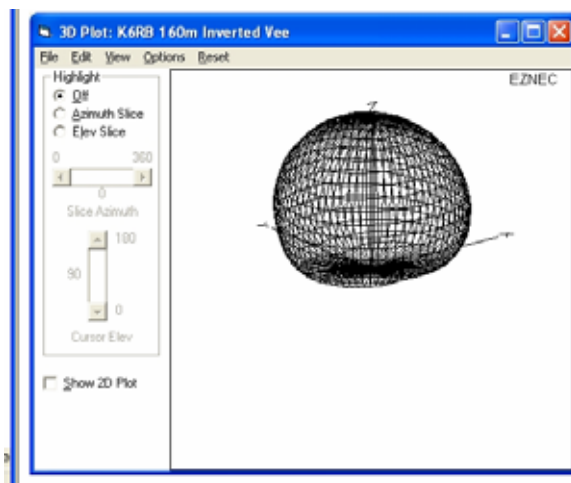 3D Plot: K6RB 160m Inverted Vee
File Edit View Options Reset
EZNEC
Highlight
Off
Azimuth Slice
Elev Slice
0 360
0
Slice Azimuth
180
90
0
Cursor Elev
Show 2D Plot
Z